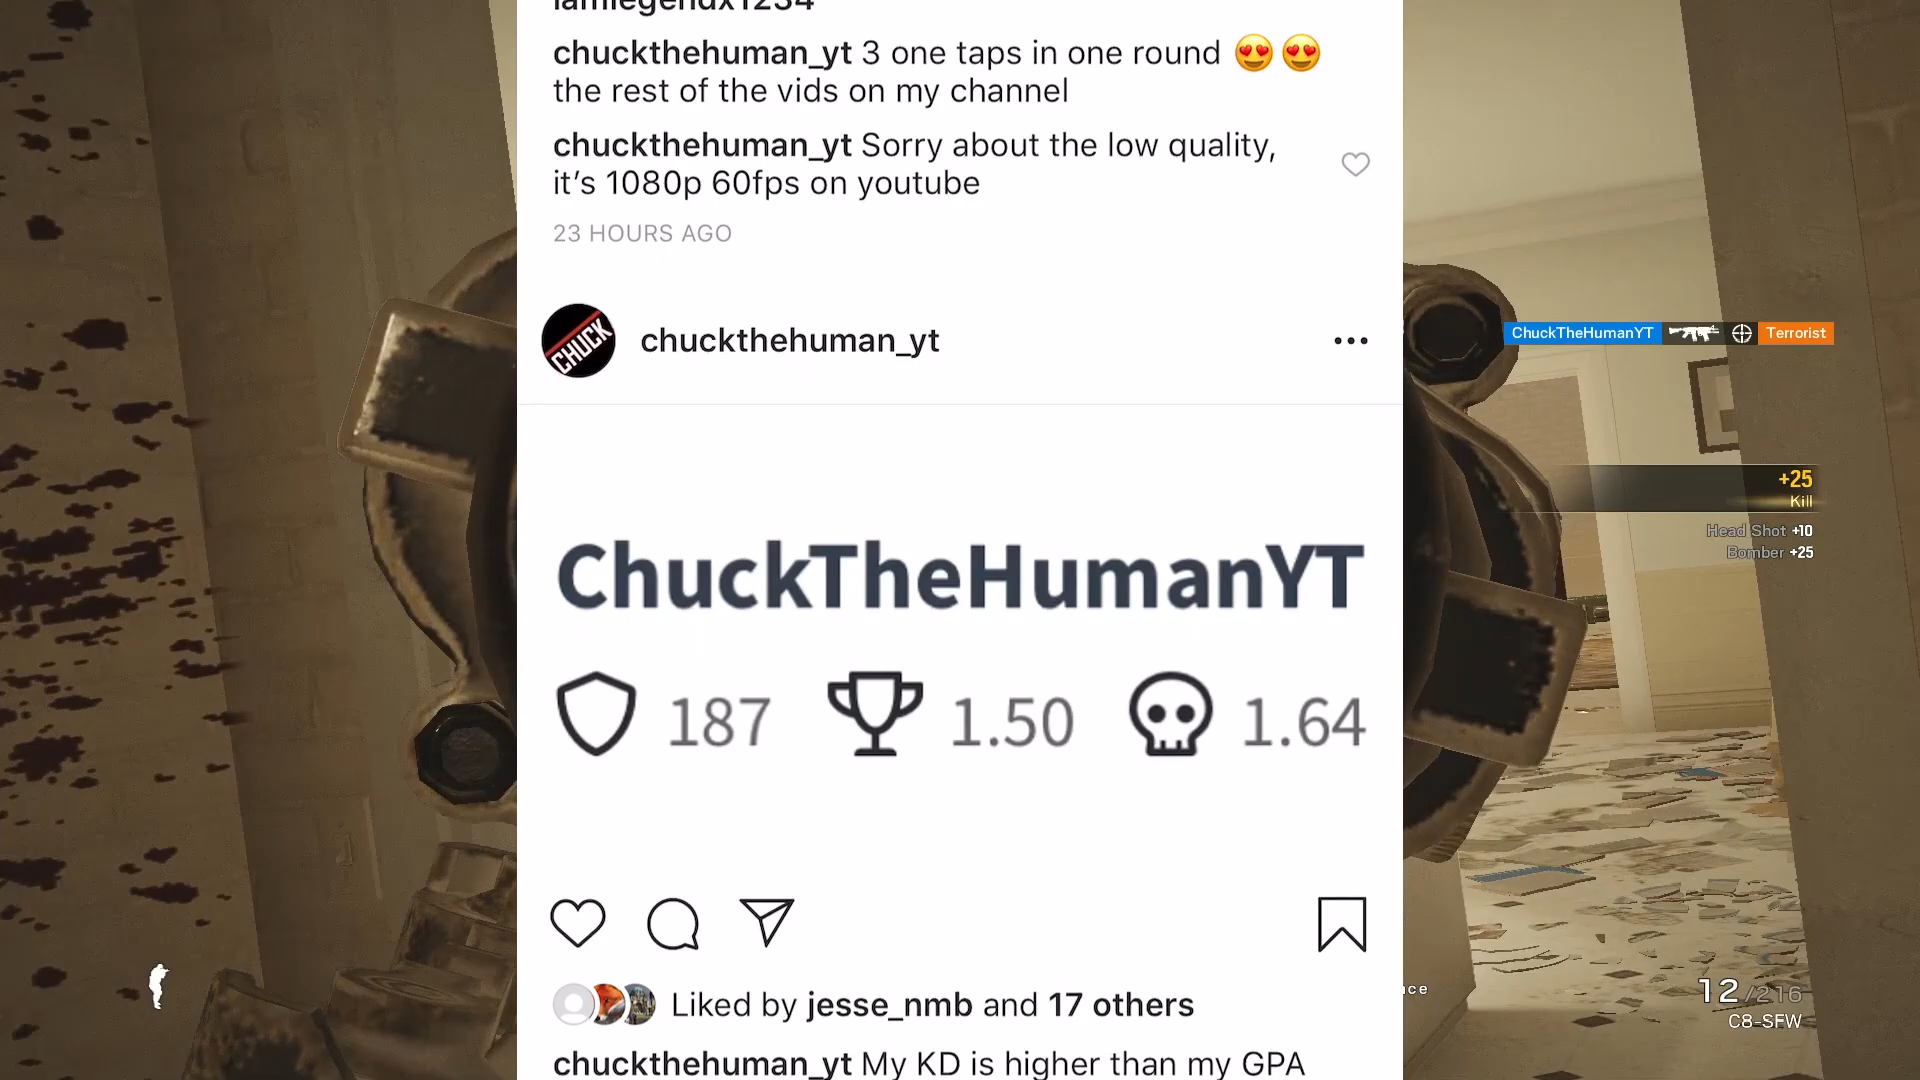 iamlegendx1234
chuckthehuman_yt 3 one taps in one round 😍😍
the rest of the vids on my channel
chuckthehuman_yt Sorry about the low quality,
it's 1080p 60fps on youtube
23 HOURS AGO
CHUCK
chuckthehuman_yt
ChuckTheHumanYT
187 1.50 1.64
Liked by jesse_nmb and 17 others
chuckthehuman_yt My KD is higher than my GPA
ChuckTheHumanYT Terrorist
+25
Kill
Head Shot +10
Bomber +25
nce
12/216
C8-SFW